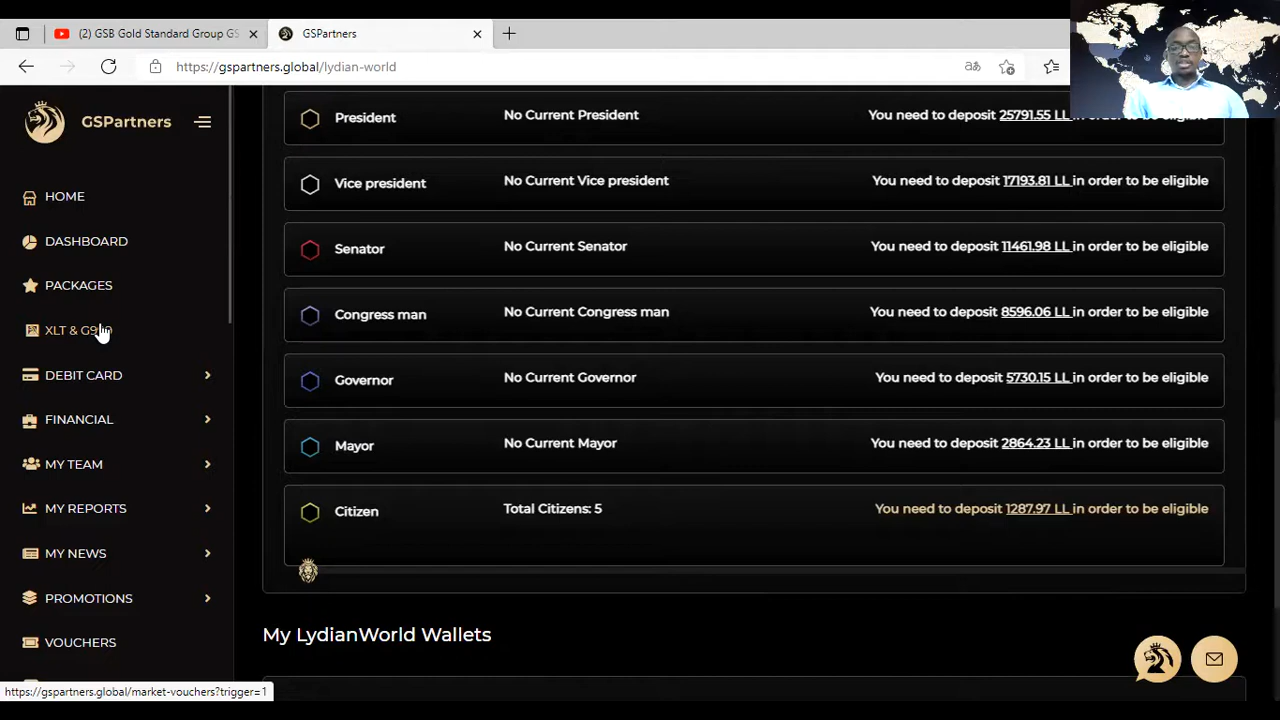 (2) GSB Gold Standard Group GS
GSPartners
https://gspartners.global/lydian-world
GSPartners
HOME
DASHBOARD
PACKAGES
XLT &
DEBIT CARD
FINANCIAL
MY TEAM
MY REPORTS
MY NEWS
PROMOTIONS
VOUCHERS
President No Current President You need to deposit 25791.55 LL in order to be eligible
Vice president No Current Vice president You need to deposit 17193.81 LL in order to be eligible
Senator No Current Senator You need to deposit 11461.98 LL in order to be eligible
Congress man No Current Congress man You need to deposit 8596.06 LL in order to be eligible
Governor No Current Governor You need to deposit 5730.15 LL in order to be eligible
Mayor No Current Mayor You need to deposit 2864.23 LL in order to be eligible
Citizen Total Citizens: 5 You need to deposit 1287.97 LL in order to be eligible
My LydianWorld Wallets
https://gspartners.global/market-vouchers?trigger=1